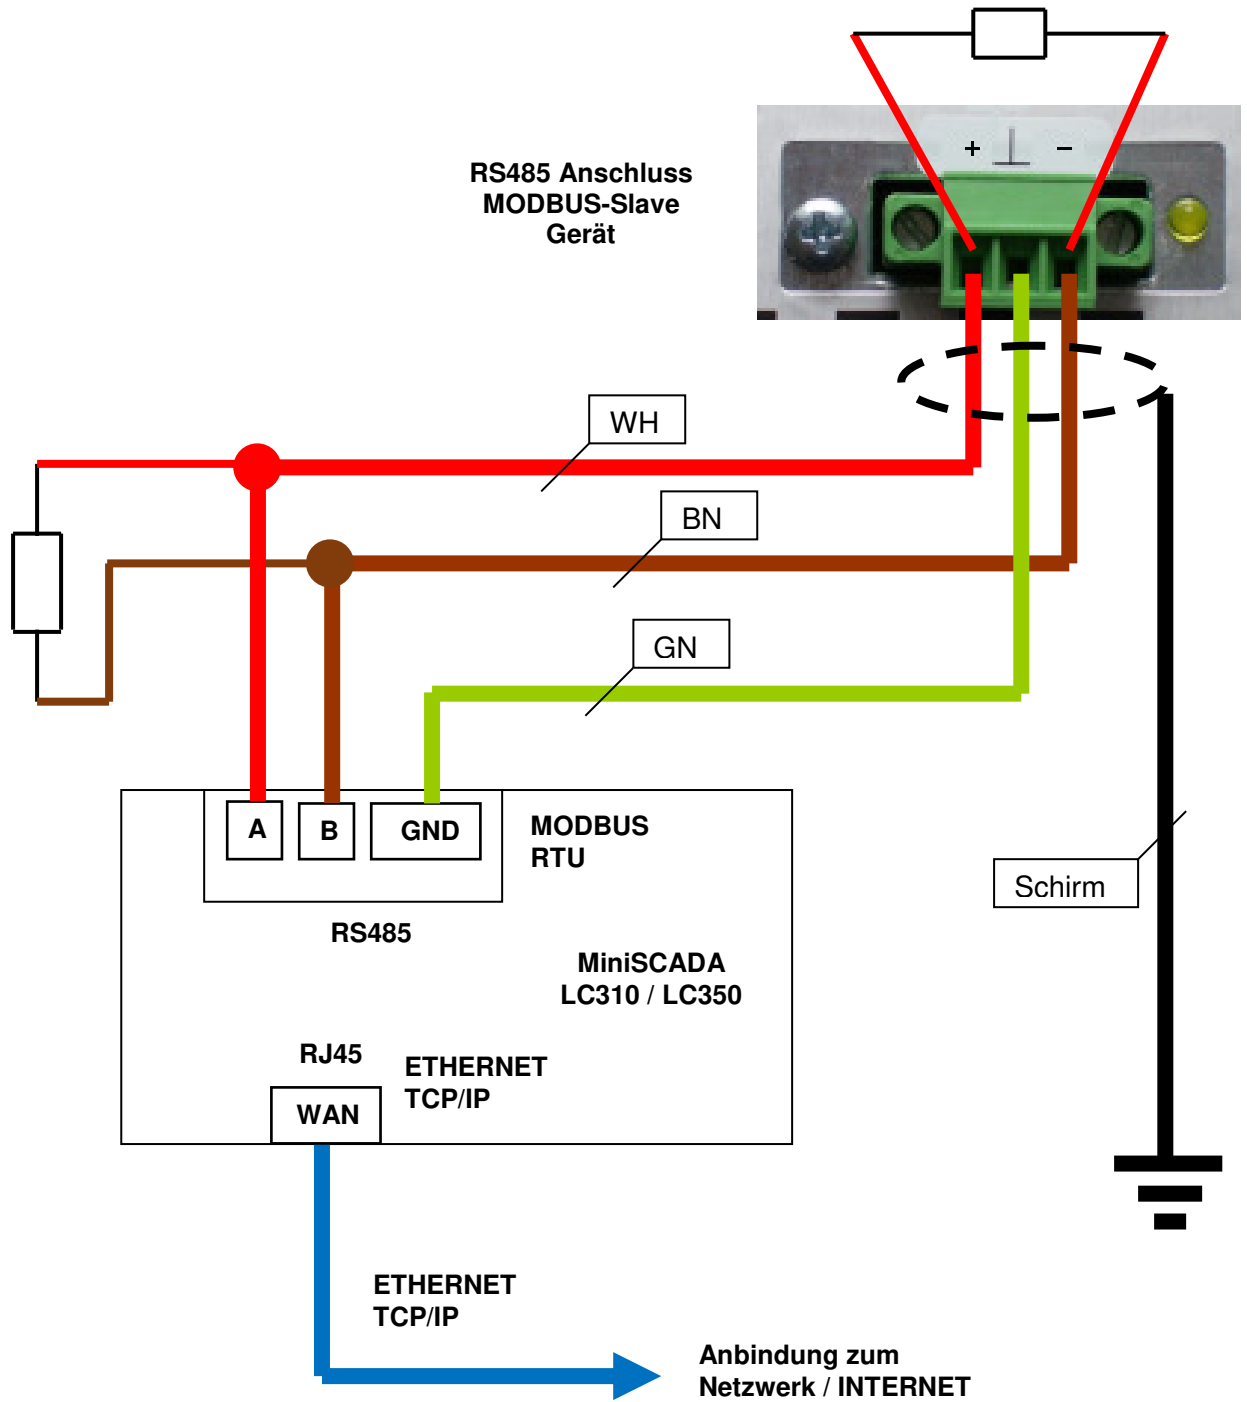 + ⊥ −
RS485 Anschluss
MODBUS-Slave
Gerät
WH
BN
GN
A B GND
MODBUS
RTU
Schirm
RS485
MiniSCADA
LC310 / LC350
RJ45
ETHERNET
TCP/IP
WAN
ETHERNET
TCP/IP
Anbindung zum
Netzwerk / INTERNET